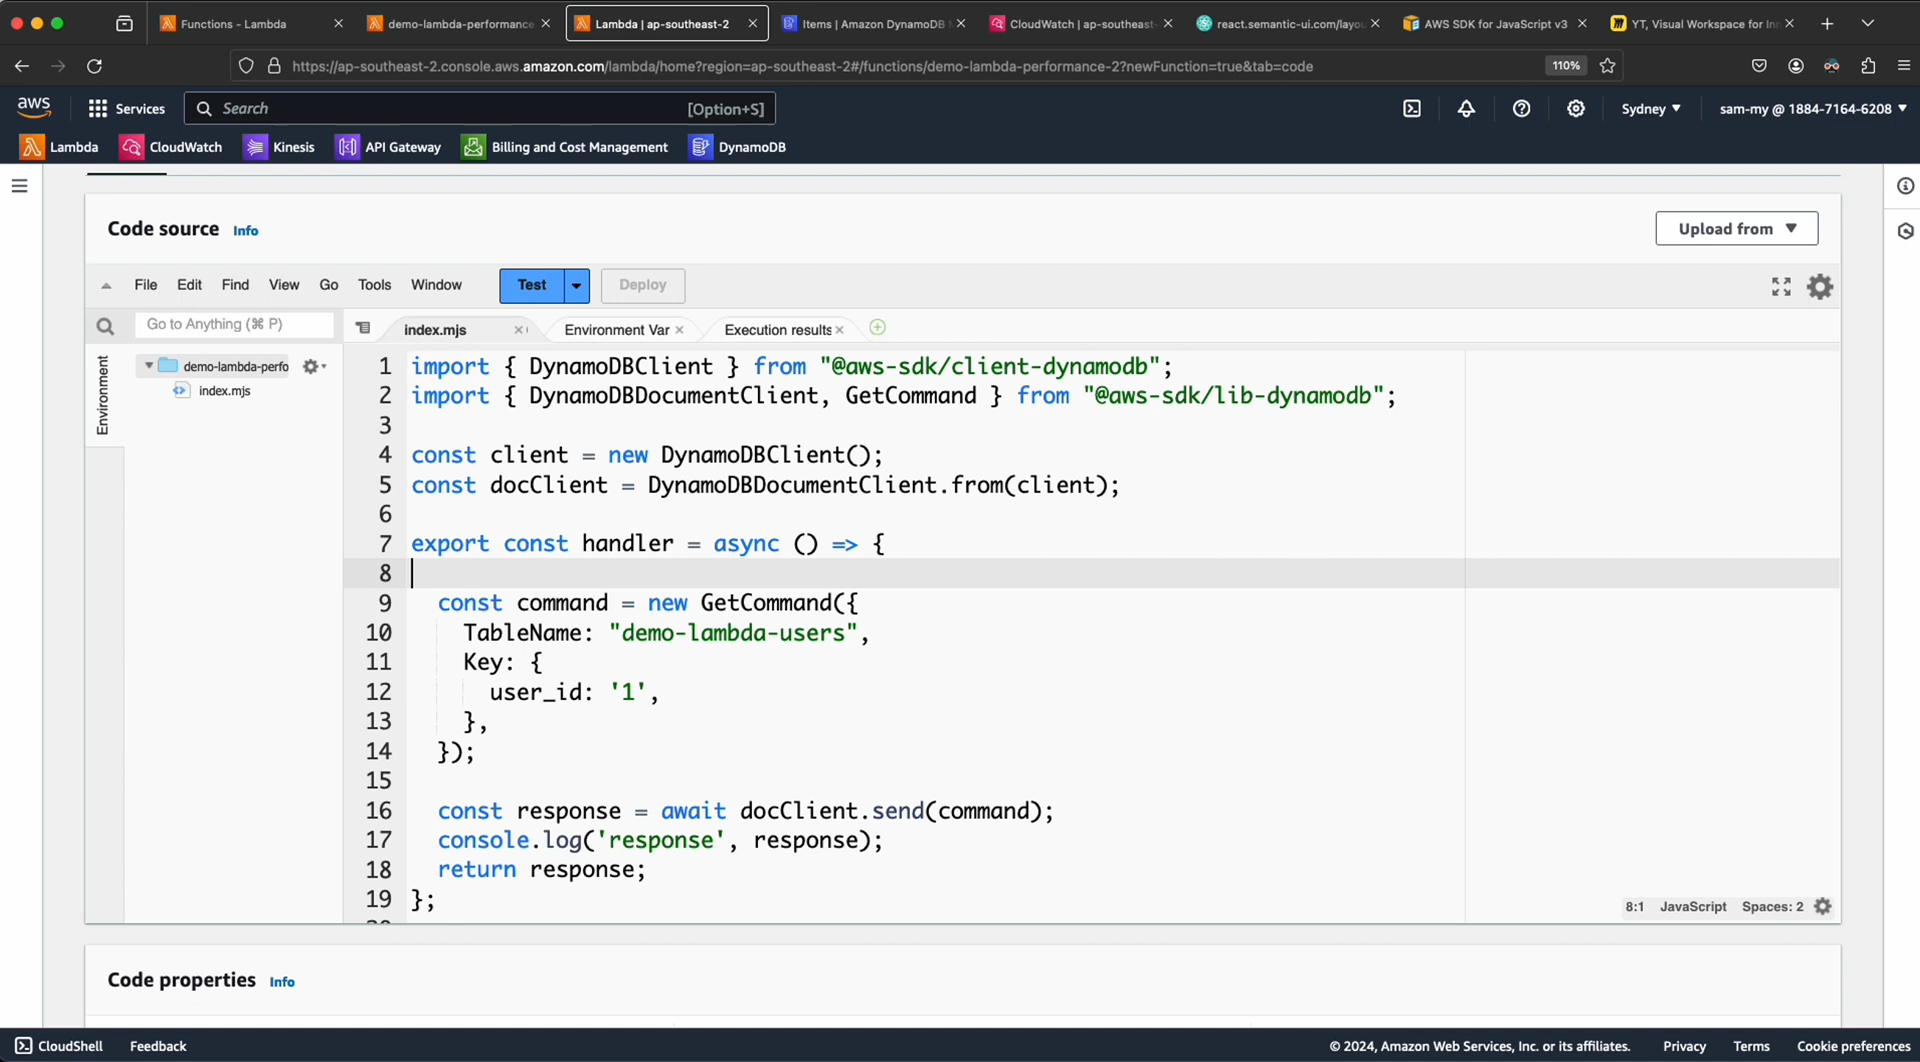 Functions - Lambda
demo-lambda-performance
Lambda | ap-southeast-2
Items | Amazon DynamoDB
CloudWatch | ap-southeast-
react.semantic-ui.com/layou
AWS SDK for JavaScript v3
YT, Visual Workspace for Inn
https://ap-southeast-2.console.aws.amazon.com/lambda/home?region=ap-southeast-2#/functions/demo-lambda-performance-2?newFunction=true&tab=code
110%
aws
Services
Search
[Option+S]
Sydney
sam-my @ 1884-7164-6208
Lambda
CloudWatch
Kinesis
API Gateway
Billing and Cost Management
DynamoDB
Code source
Info
Upload from
File
Edit
Find
View
Go
Tools
Window
Test
Deploy
Go to Anything (⌘ P)
index.mjs
Environment Var
Execution results
Environment
demo-lambda-perfo
index.mjs
1 import { DynamoDBClient } from "@aws-sdk/client-dynamodb";
2 import { DynamoDBDocumentClient, GetCommand } from "@aws-sdk/lib-dynamodb";
3
4 const client = new DynamoDBClient();
5 const docClient = DynamoDBDocumentClient.from(client);
6
7 export const handler = async () => {
8
9 const command = new GetCommand({
10 TableName: "demo-lambda-users",
11 Key: {
12 user_id: '1',
13 },
14 });
15
16 const response = await docClient.send(command);
17 console.log('response', response);
18 return response;
19 };
8:1
JavaScript
Spaces: 2
Code properties
Info
CloudShell
Feedback
© 2024, Amazon Web Services, Inc. or its affiliates.
Privacy
Terms
Cookie preferences